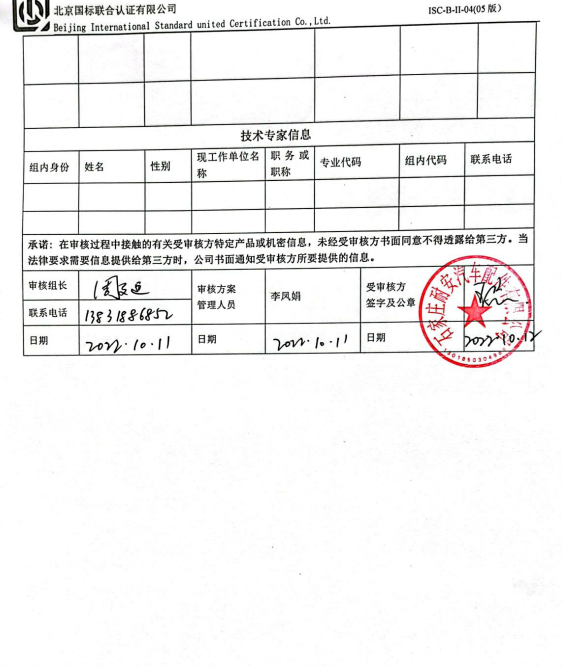 北京国标联合认证有限公司
ISC-B-II-04(05 版)
Beijing International Standard united Certification Co.,Ltd.
技术专家信息
组内身份 姓名 性别 现工作单位名称 职务或职称 专业代码 组内代码 联系电话
承诺：在审核过程中接触的有关受审核方特定产品或机密信息，未经受审核方书面同意不得透露给第三方。当
法律要求需要信息提供给第三方时，公司书面通知受审核方所要提供的信息。
审核组长 审核方案管理人员 李凤娟 受审核方签字及公章
联系电话 13831886852
日期 2022.10.11 日期 2022.10.11 日期 2022.10.12
石家庄耐安汽车配件有限公司